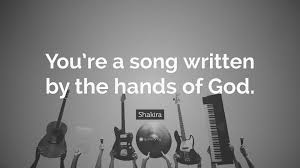 You're a song written
by the hands of God.
Shakira